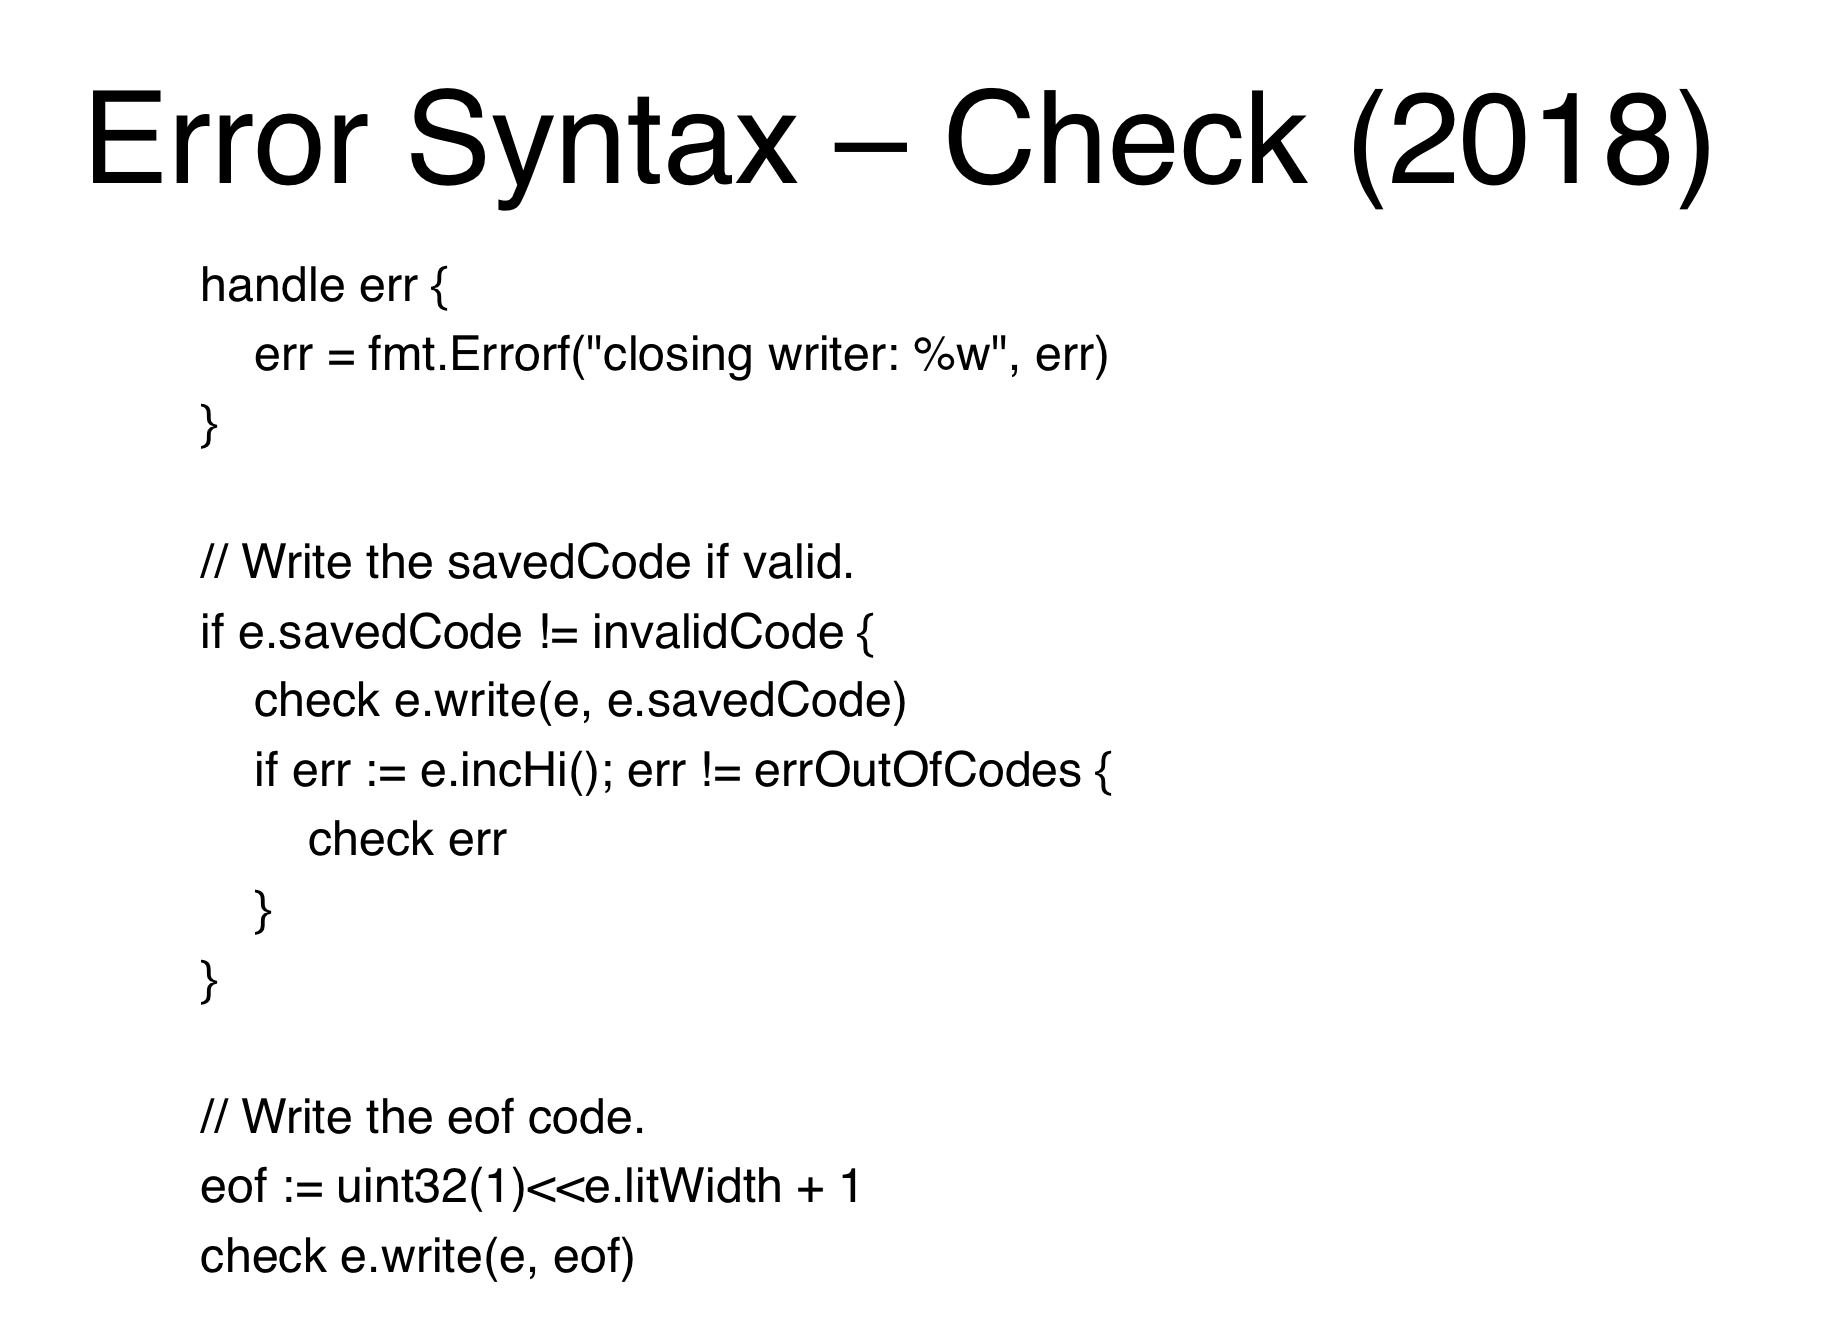 Error Syntax – Check (2018)
handle err {
err = fmt.Errorf("closing writer: %w", err)
}
// Write the savedCode if valid.
if e.savedCode != invalidCode {
check e.write(e, e.savedCode)
if err := e.incHi(); err != errOutOfCodes {
check err
}
}
// Write the eof code.
eof := uint32(1)<<e.litWidth + 1
check e.write(e, eof)